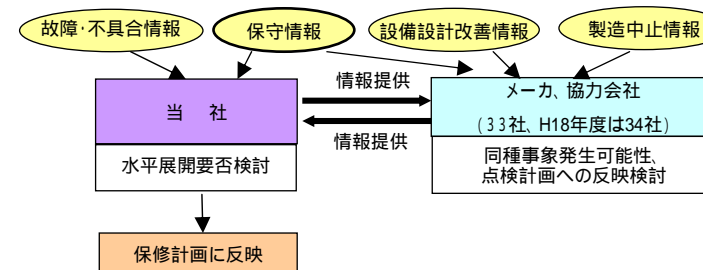 故障・不具合情報
保守情報
設備設計改善情報
製造中止情報
当 社
情報提供
情報提供
メーカ、協力会社
(33社、H18年度は34社)
水平展開要否検討
同種事象発生可能性、
点検計画への反映検討
保修計画に反映